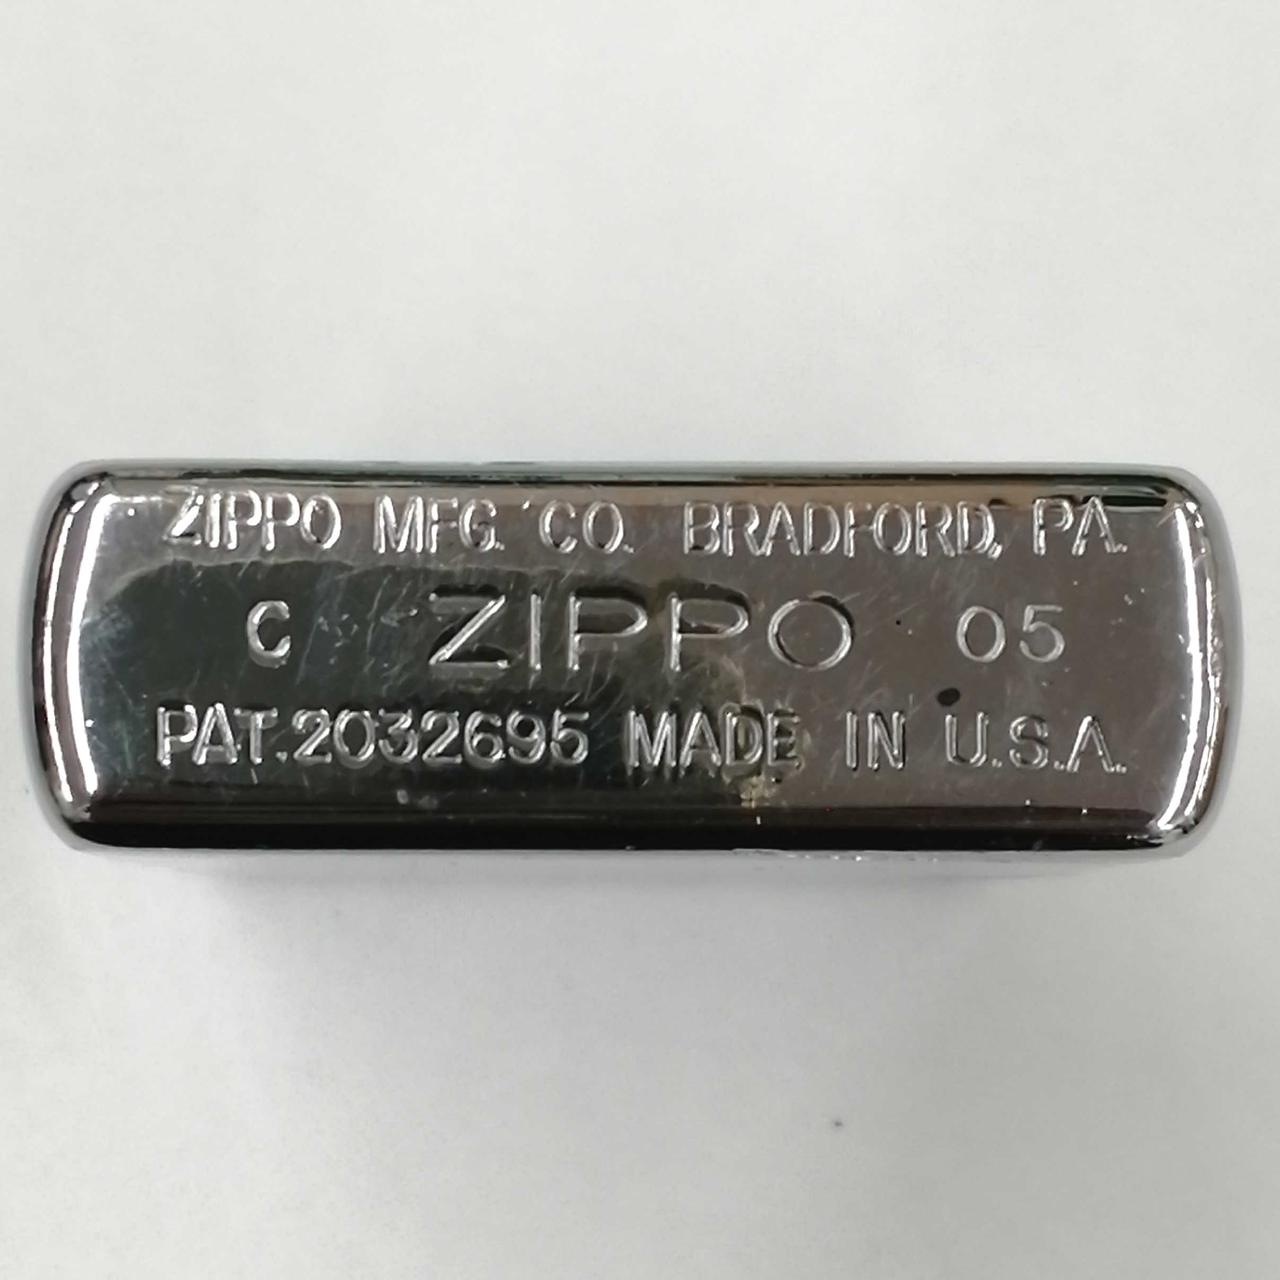 ZIPPO MFG. CO. BRADFORD, PA.
C ZIPPO 05
PAT.2032695 MADE IN U.S.A.